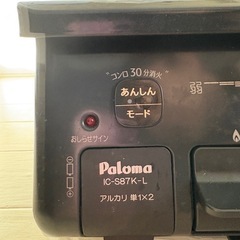 コンロ30分消火
あんしん
モード
おしらせサイン
Paloma
IC-S87K-L
アルカリ 単1×2